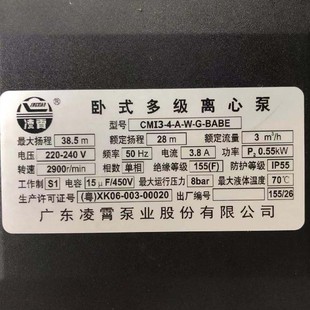 凌霄
卧式多级离心泵
型号 CMI3-4-A-W-G-BABE
最大扬程 38.5 m 额定扬程 28 m 额定流量 3 m³/h
电压 220-240 V 频率 50 Hz 电流 3.8 A 功率 P₂ 0.55kW
转速 2900r/min 相数 单相 绝缘等级 155(F) 防护等级 IP55
工作制 S1 电容 15μF/450V 最大运行压力 8bar 最大液体温度 70℃
生产许可证号 (粤)XK06-003-00020 出厂编号 155/26
广东凌霄泵业股份有限公司